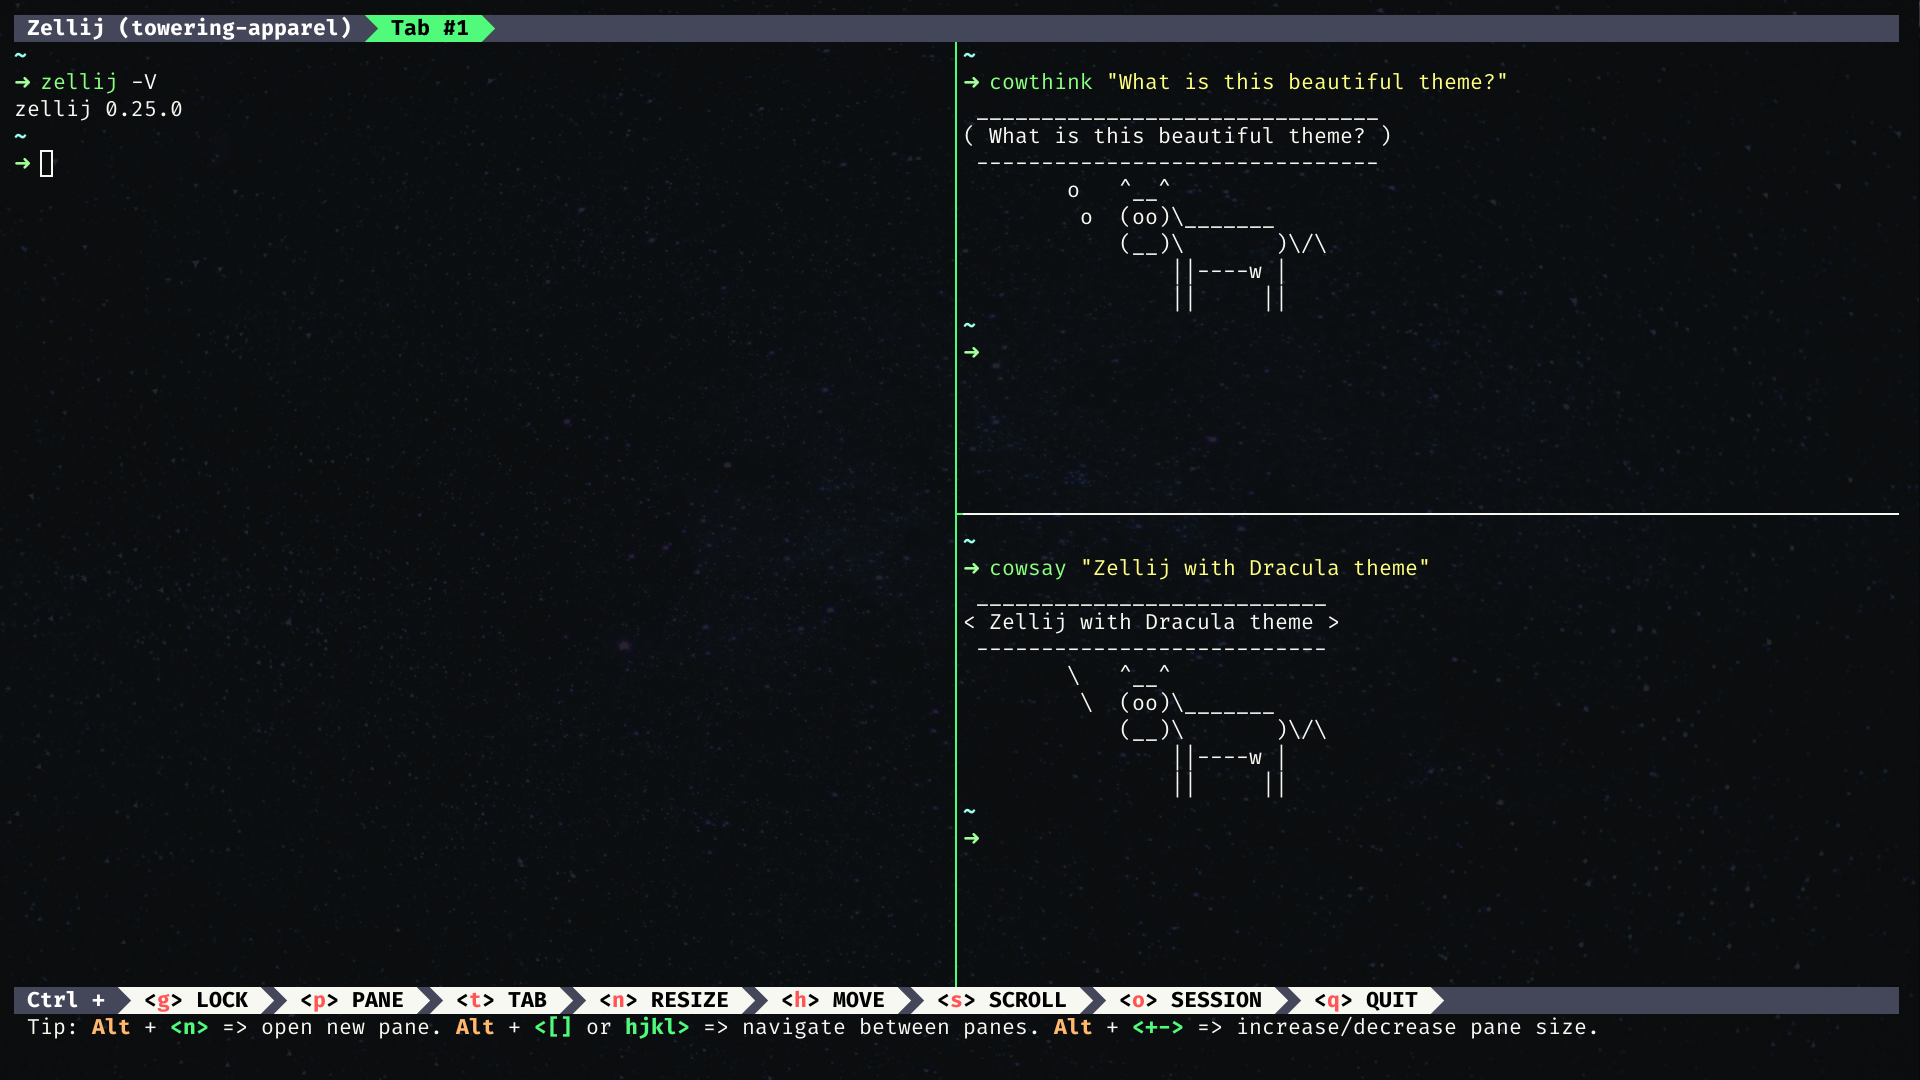 Zellij (towering-apparel) Tab #1
~
➜ zellij -V
zellij 0.25.0
~
➜
~
➜ cowthink "What is this beautiful theme?"
 _______________________________
( What is this beautiful theme? )
 -------------------------------
        o   ^__^
         o  (oo)\_______
            (__)\       )\/\
                ||----w |
                ||     ||
~
➜
~
➜ cowsay "Zellij with Dracula theme"
 ___________________________
< Zellij with Dracula theme >
 ---------------------------
        \   ^__^
         \  (oo)\_______
            (__)\       )\/\
                ||----w |
                ||     ||
~
➜
Ctrl + <g> LOCK <p> PANE <t> TAB <n> RESIZE <h> MOVE <s> SCROLL <o> SESSION <q> QUIT
Tip: Alt + <n> => open new pane. Alt + <[] or hjkl> => navigate between panes. Alt + <+-> => increase/decrease pane size.